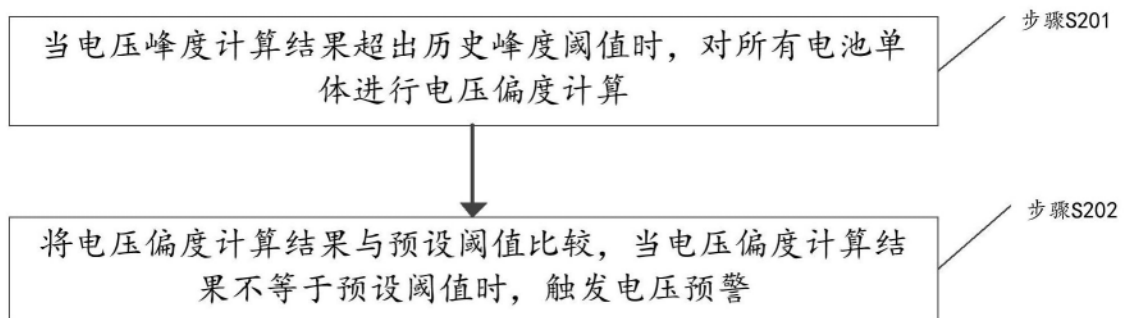 步骤S201
当电压峰度计算结果超出历史峰度阈值时，对所有电池单
体进行电压偏度计算
步骤S202
将电压偏度计算结果与预设阈值比较，当电压偏度计算结
果不等于预设阈值时，触发电压预警